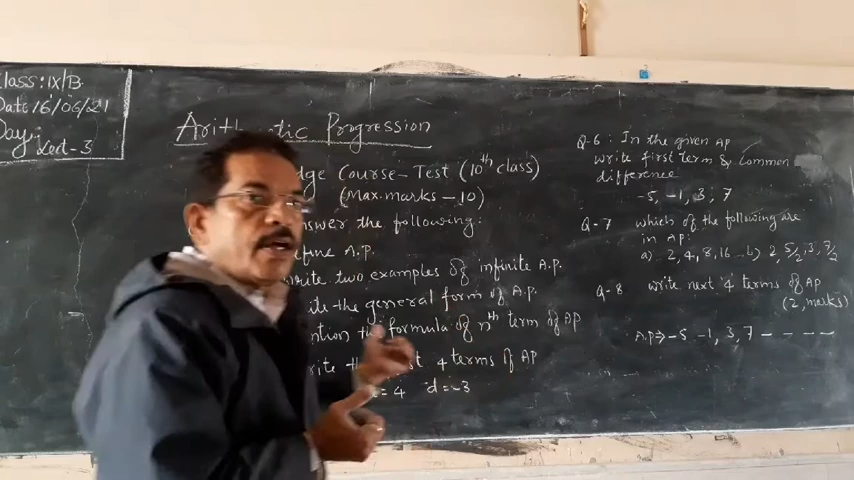 Class: IX/B
Date 16/06/21
Day:
Lect-3
Arithmetic Progression
dge Course - Test (10th class)
(Max. marks - 10)
nswer the following:
efine A.P.
rite two examples of infinite A.P.
ite the general form of A.P.
ntion the formula of nth term of AP
rite the st 4 terms of AP
= 4 d = -3
Q-6 : In the given AP
write first term & Common
difference
-5, -1, 3, 7
Q-7 which of the following are
in AP:
a) 2, 4, 8, 16 - b) 2, 5/2, 3, 7/2
Q-8 write next 4 terms of AP
(2, marks)
A.P → -5 -1, 3, 7 - - - -